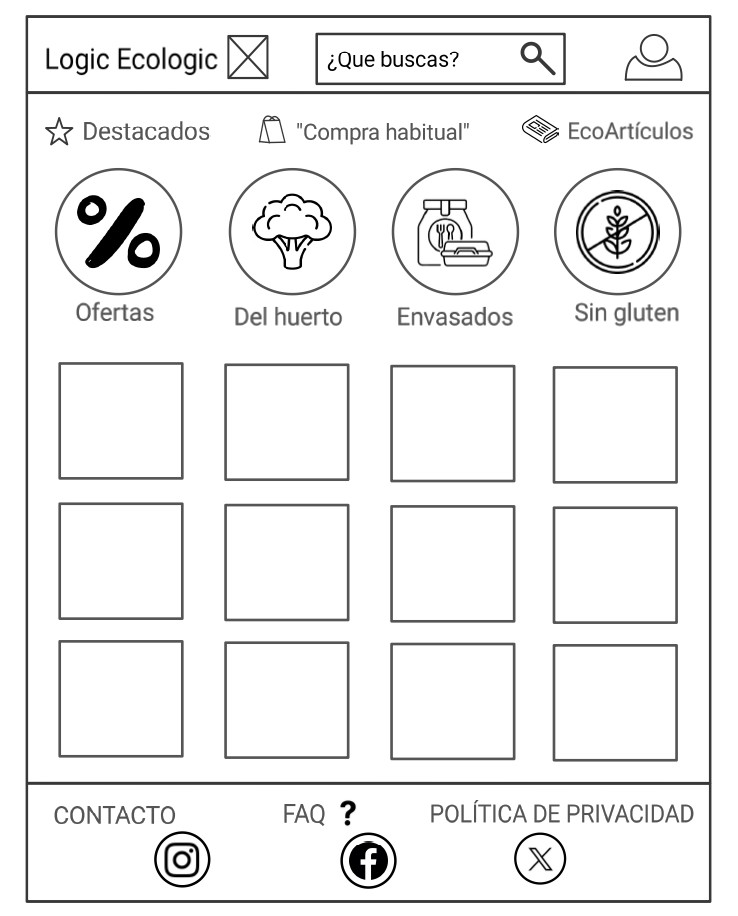 Logic Ecologic
¿Que buscas?
Destacados
"Compra habitual"
EcoArtículos
Ofertas
Del huerto
Envasados
Sin gluten
CONTACTO
FAQ ?
POLÍTICA DE PRIVACIDAD